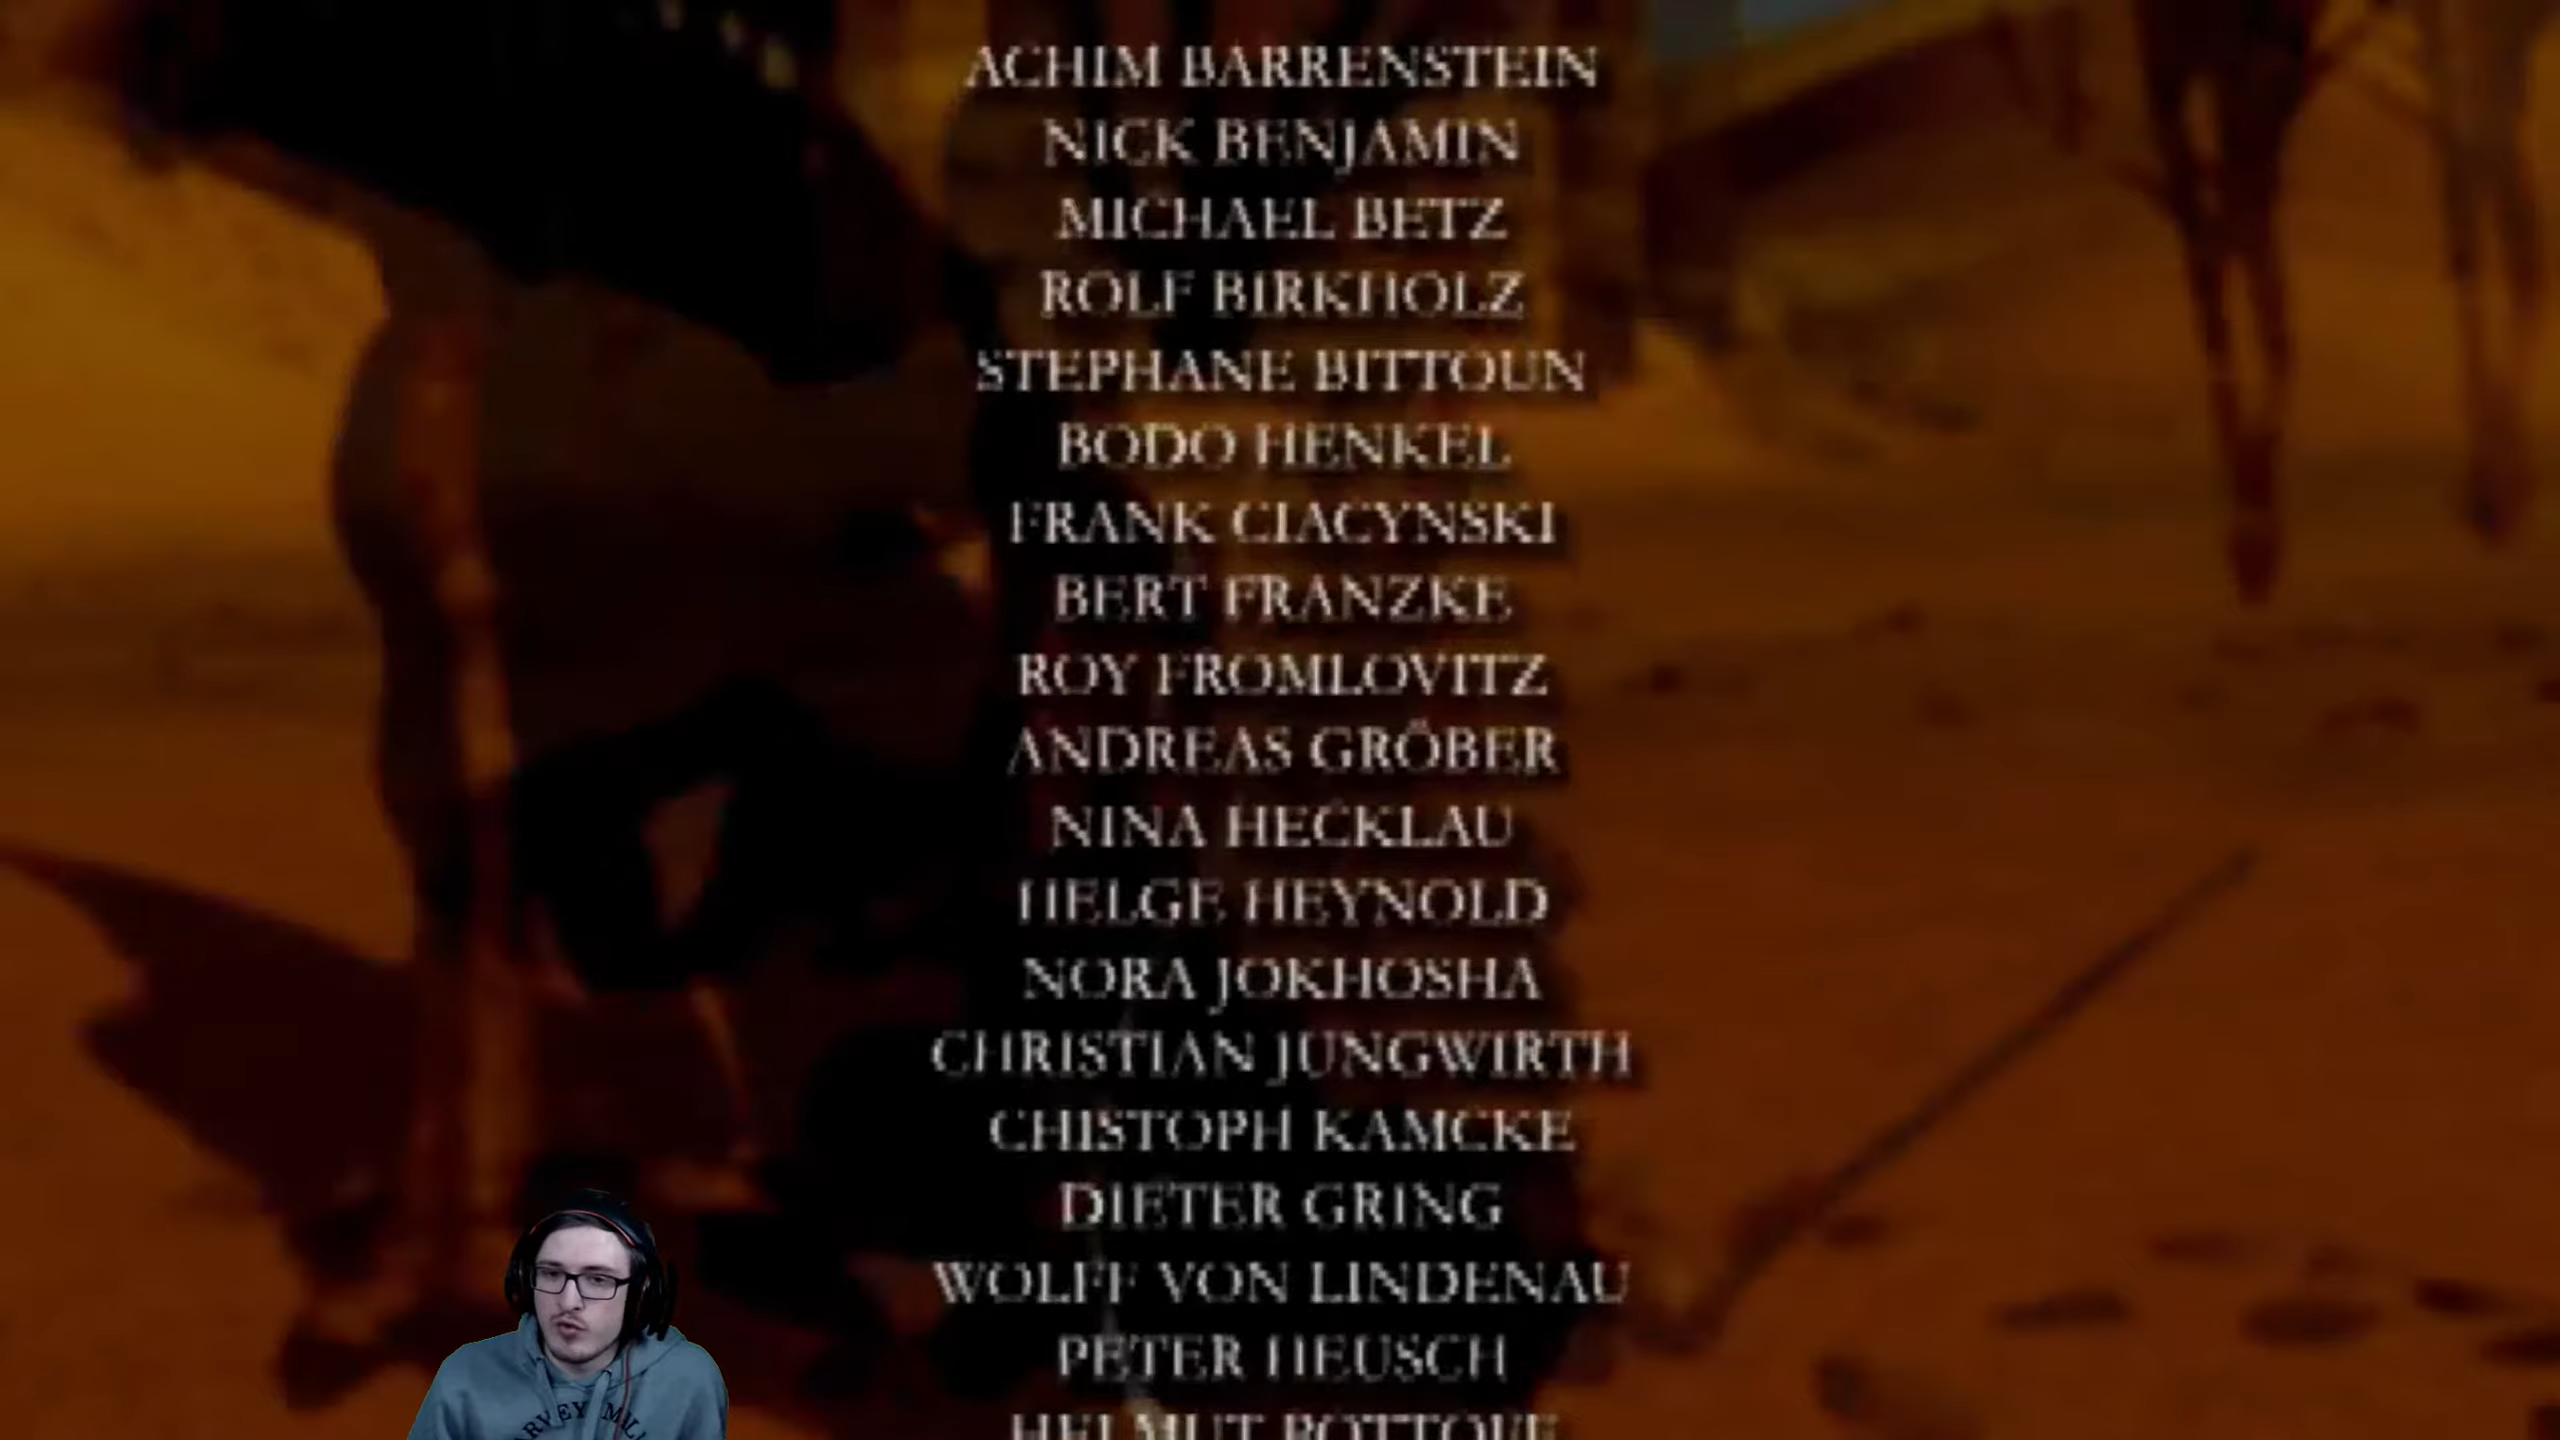 ACHIM BARRENSTEIN
NICK BENJAMIN
MICHAEL BETZ
ROLF BIRKHOLZ
STEPHANE BITTOUN
BODO HENKEL
FRANK CIACYNSKI
BERT FRANZKE
ROY FROMLOVITZ
ANDREAS GRÖBER
NINA HECKLAU
HELGE HEYNOLD
NORA JOKHOSHA
CHRISTIAN JUNGWIRTH
CHISTOPH KAMCKE
DIETER GRING
WOLFF VON LINDENAU
PETER HEUSCH
HELMUT